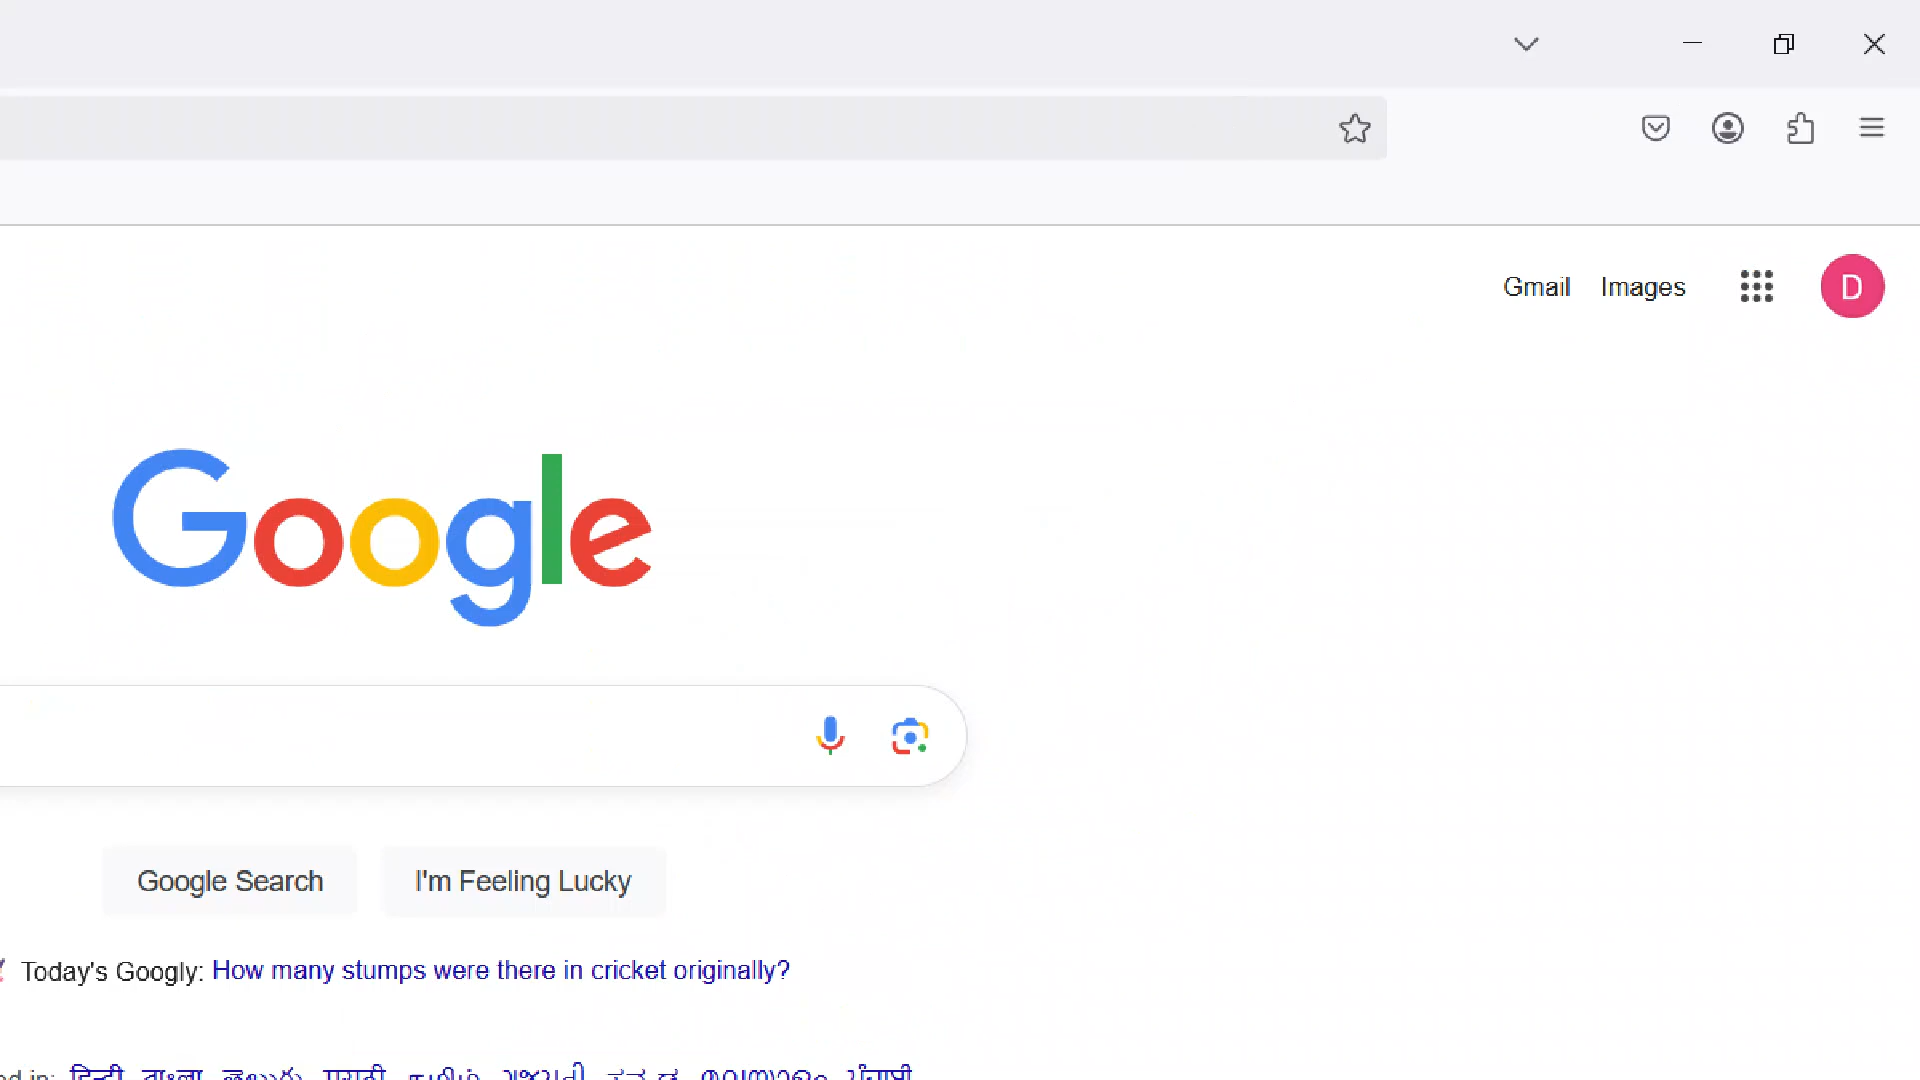 Gmail Images
D
Google
Google Search I'm Feeling Lucky
Today's Googly: How many stumps were there in cricket originally?
हिन्दी বাংলা తెలుగు मराठी தமிழ் ગુજરાતી ಕನ್ನಡ മലയാളം ਪੰਜਾਬੀ